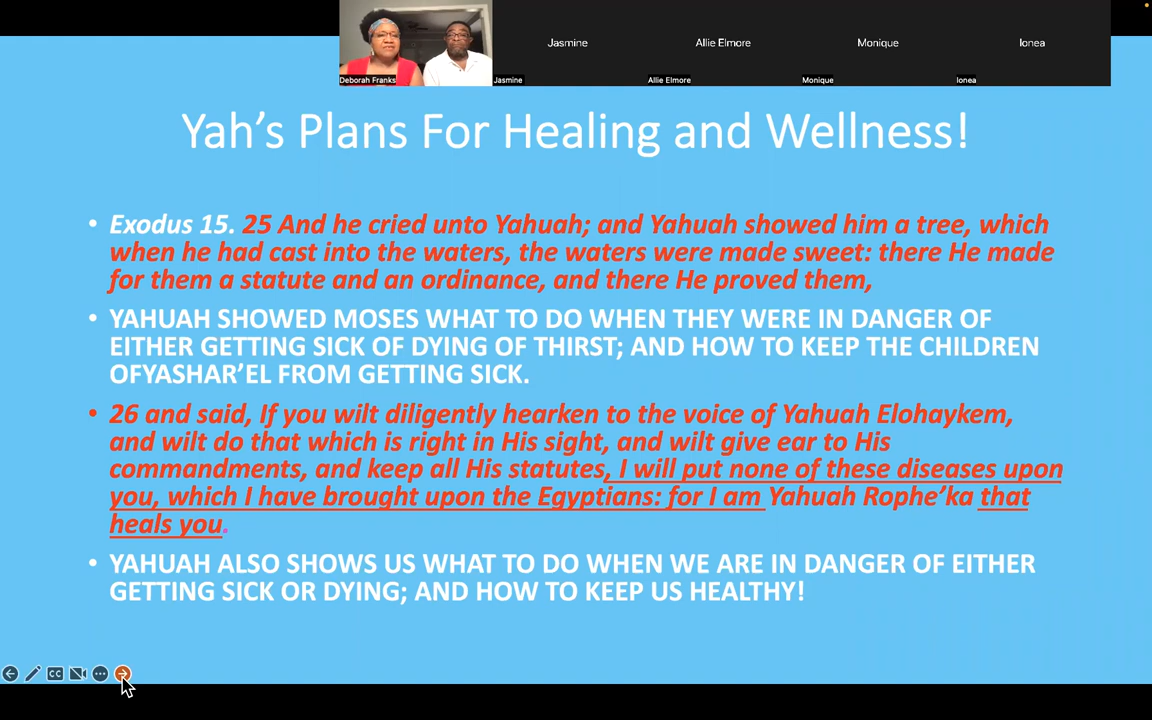 Jasmine
Allie Elmore
Monique
Ionea
Deborah Franks
Jasmine
Allie Elmore
Monique
Ionea
Yah's Plans For Healing and Wellness!
• Exodus 15. 25 And he cried unto Yahuah; and Yahuah showed him a tree, which
when he had cast into the waters, the waters were made sweet: there He made
for them a statute and an ordinance, and there He proved them,
• YAHUAH SHOWED MOSES WHAT TO DO WHEN THEY WERE IN DANGER OF
EITHER GETTING SICK OF DYING OF THIRST; AND HOW TO KEEP THE CHILDREN
OFYASHAR'EL FROM GETTING SICK.
• 26 and said, If you wilt diligently hearken to the voice of Yahuah Elohaykem,
and wilt do that which is right in His sight, and wilt give ear to His
commandments, and keep all His statutes, I will put none of these diseases upon
you, which I have brought upon the Egyptians: for I am Yahuah Rophe'ka that
heals you.
• YAHUAH ALSO SHOWS US WHAT TO DO WHEN WE ARE IN DANGER OF EITHER
GETTING SICK OR DYING; AND HOW TO KEEP US HEALTHY!
CC